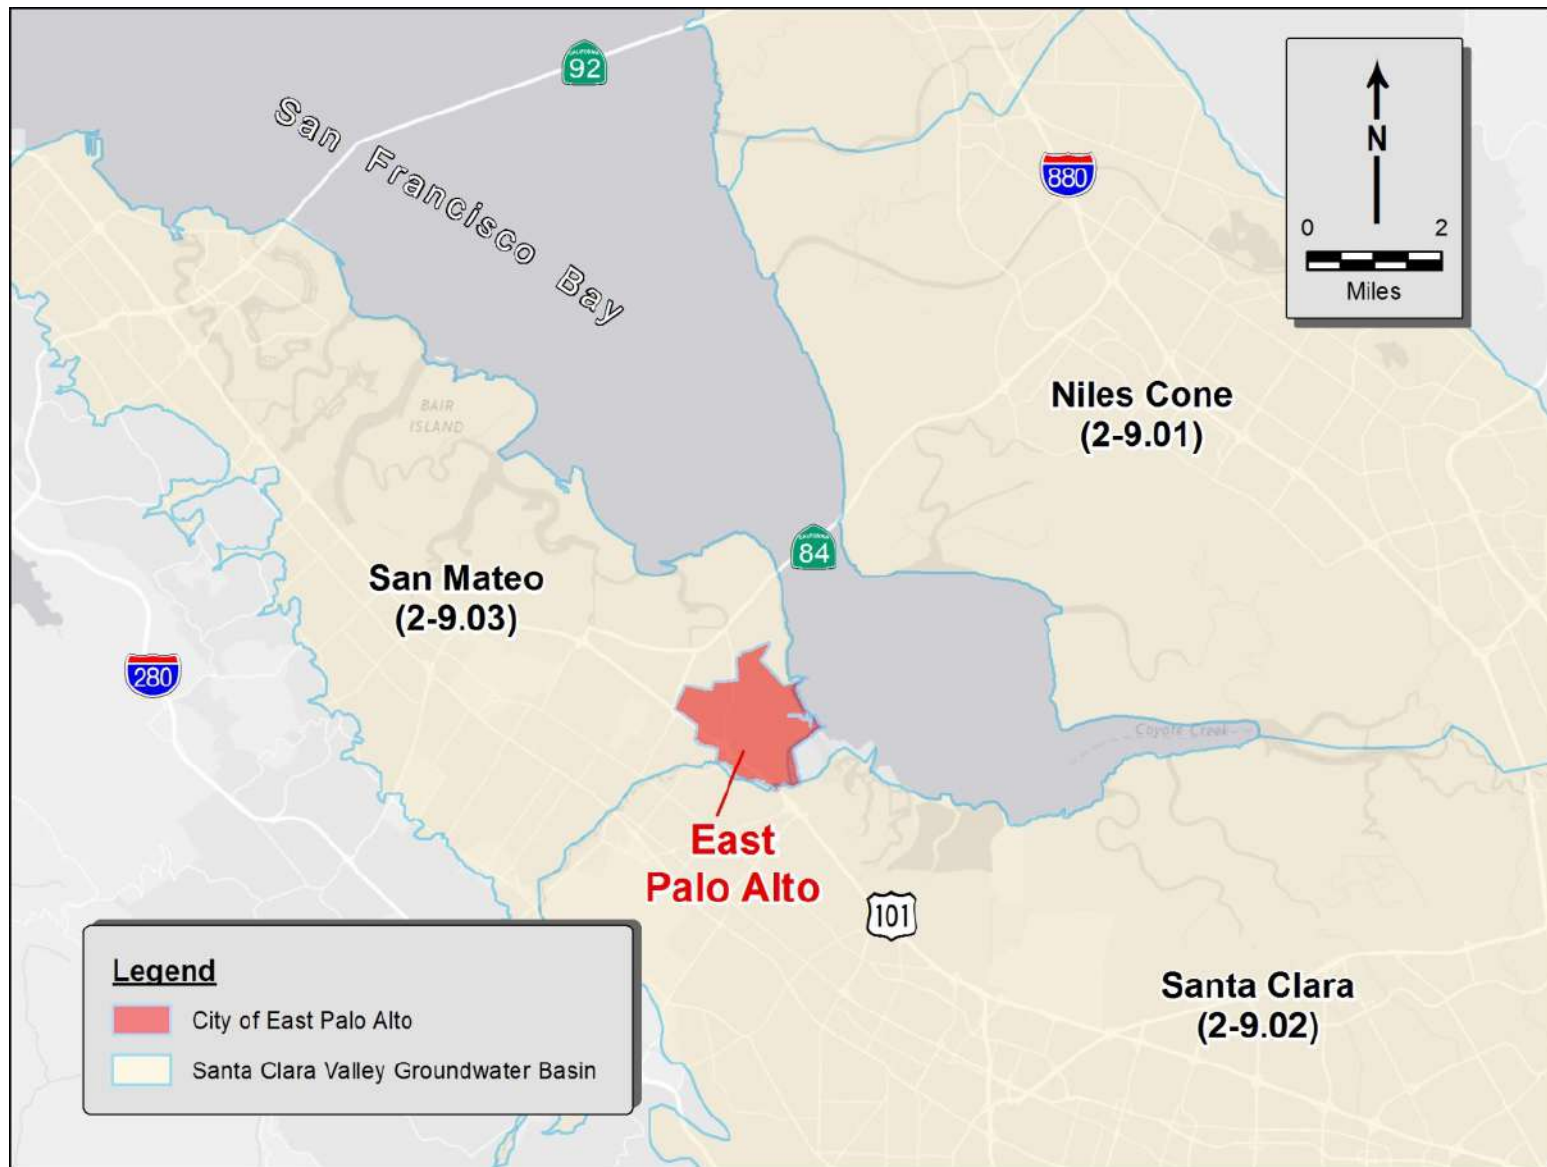 CALIFORNIA
92
San Francisco Bay
880
N
0 2
Miles
Niles Cone
(2-9.01)
BAIR
ISLAND
CALIFORNIA
84
San Mateo
(2-9.03)
280
Coyote Creek
East
Palo Alto
101
Santa Clara
(2-9.02)
Legend
City of East Palo Alto
Santa Clara Valley Groundwater Basin